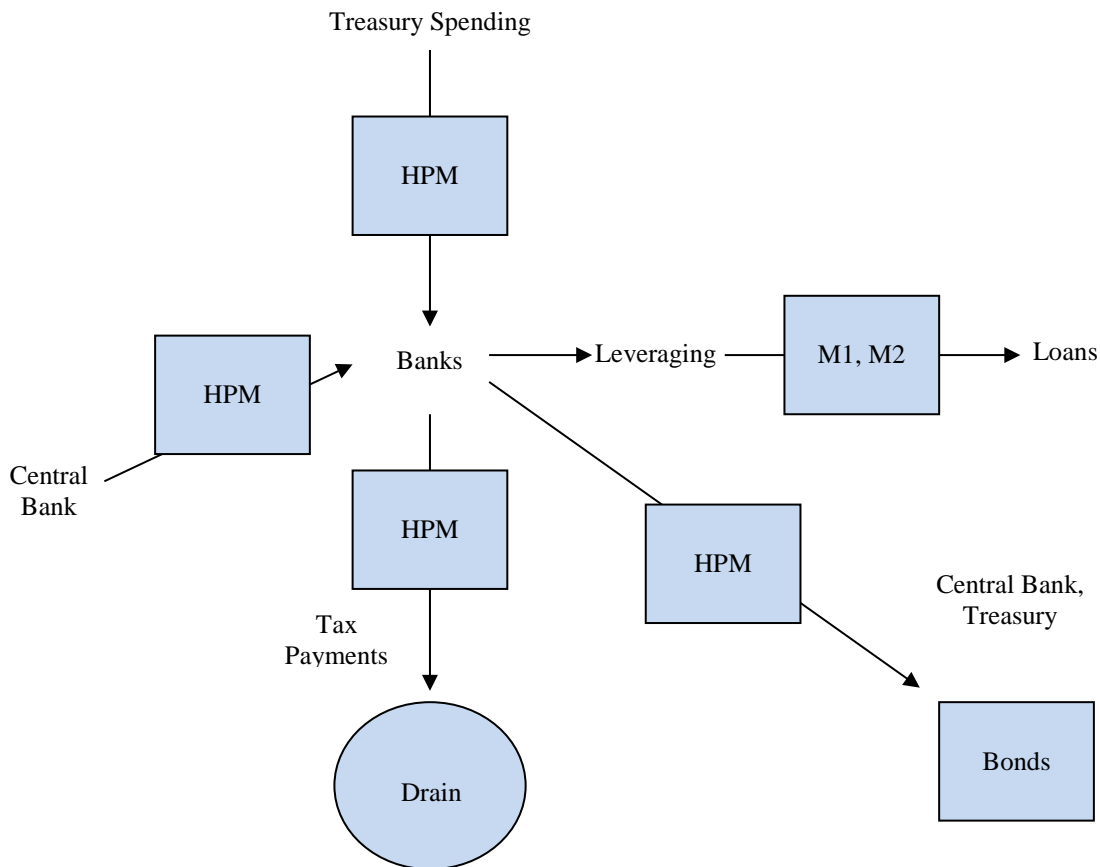 Treasury Spending
HPM
HPM
Banks
Leveraging
M1, M2
Loans
Central
Bank
HPM
HPM
Central Bank,
Treasury
Tax
Payments
Drain
Bonds